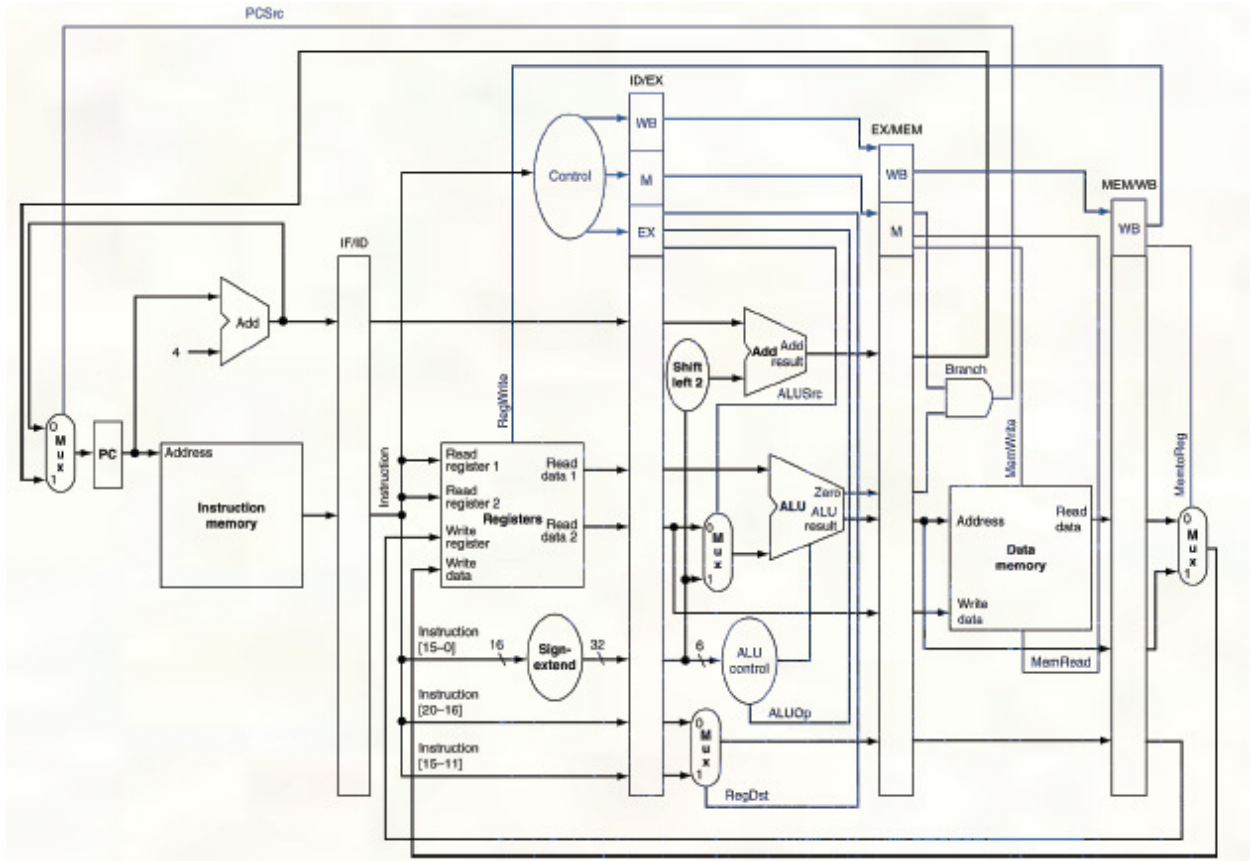 PCSrc
ID/EX
WB
EX/MEM
Control
M
WB
MEM/WB
EX
M
WB
IF/ID
Add
4
Add
Add
result
Shift
left 2
Branch
ALUSrc
RegWrite
MemWrite
MemtoReg
0
M
u
x
1
PC
Address
Instruction
memory
Instruction
Read
register 1
Read
data 1
Read
register 2
Registers
Write
register
Read
data 2
Write
data
0
M
u
x
1
Zero
ALU
ALU
result
Address
Read
data
Data
memory
Write
data
0
M
u
x
1
Instruction
[15–0]
16
Sign-
extend
32
6
ALU
control
MemRead
Instruction
[20–16]
0
M
u
x
1
ALUOp
Instruction
[15–11]
RegDst